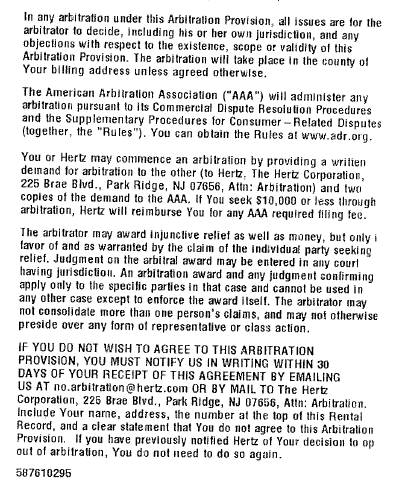 In any arbitration under this Arbitration Provision, all issues are for the
arbitrator to decide, including his or her own jurisdiction, and any
objections with respect to the existence, scope or validity of this
Arbitration Provision. The arbitration will take place in the county of
Your billing address unless agreed otherwise.
The American Arbitration Association ("AAA") will administer any
arbitration pursuant to its Commercial Dispute Resolution Procedures
and the Supplementary Procedures for Consumer–Related Disputes
(together, the "Rules"). You can obtain the Rules at www.adr.org.
You or Hertz may commence an arbitration by providing a written
demand for arbitration to the other (to Hertz, The Hertz Corporation,
225 Brae Blvd., Park Ridge, NJ 07656, Attn: Arbitration) and two
copies of the demand to the AAA. If You seek $10,000 or less through
arbitration, Hertz will reimburse You for any AAA required filing fee.
The arbitrator may award injunctive relief as well as money, but only i
favor of and as warranted by the claim of the individual party seeking
relief. Judgment on the arbitral award may be entered in any court
having jurisdiction. An arbitration award and any judgment confirming
apply only to the specific parties in that case and cannot be used in
any other case except to enforce the award itself. The arbitrator may
not consolidate more than one person's claims, and may not otherwise
preside over any form of representative or class action.
IF YOU DO NOT WISH TO AGREE TO THIS ARBITRATION
PROVISION, YOU MUST NOTIFY US IN WRITING WITHIN 30
DAYS OF YOUR RECEIPT OF THIS AGREEMENT BY EMAILING
US AT no.arbitration@hertz.com OR BY MAIL TO The Hertz
Corporation, 225 Brae Blvd., Park Ridge, NJ 07656, Attn: Arbitration.
Include Your name, address, the number at the top of this Rental
Record, and a clear statement that You do not agree to this Arbitration
Provision. If you have previously notified Hertz of Your decision to op
out of arbitration, You do not need to do so again.
587610295